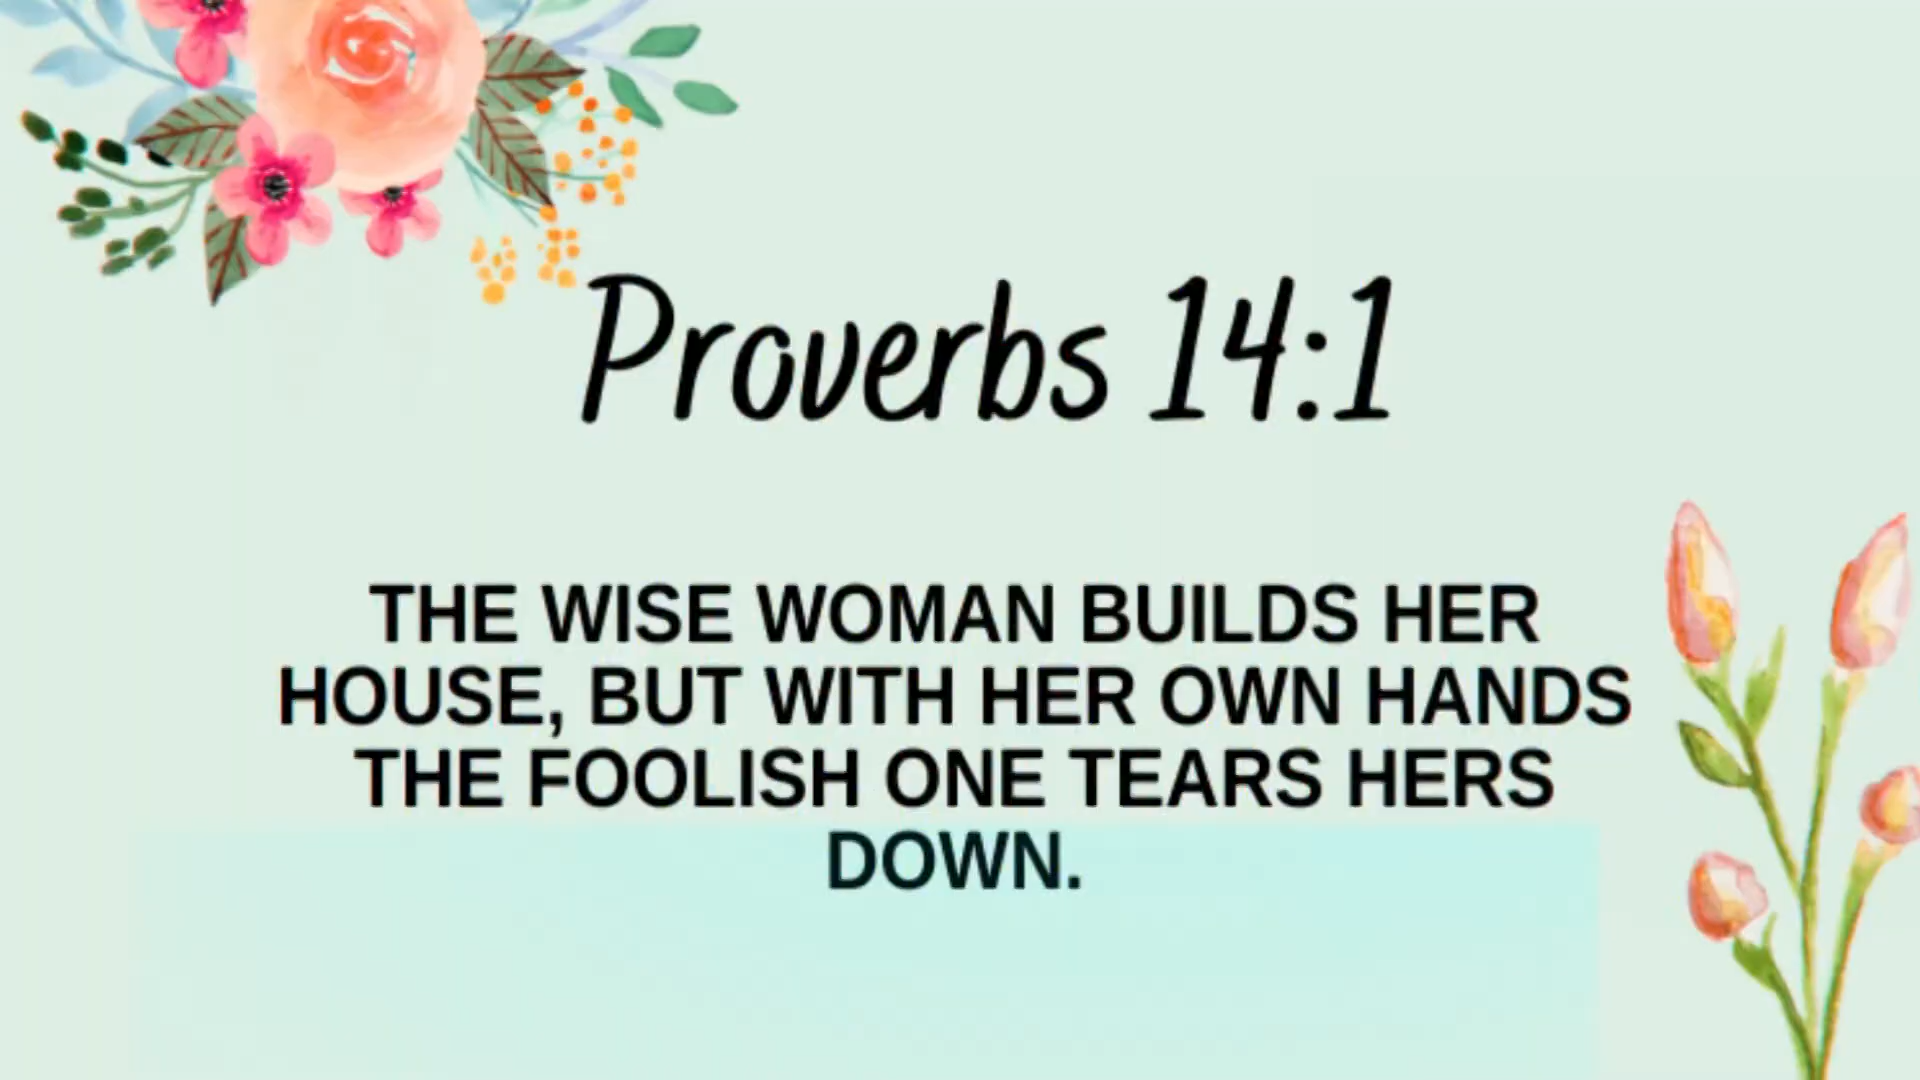 Proverbs 14:1
THE WISE WOMAN BUILDS HER
HOUSE, BUT WITH HER OWN HANDS
THE FOOLISH ONE TEARS HERS
DOWN.